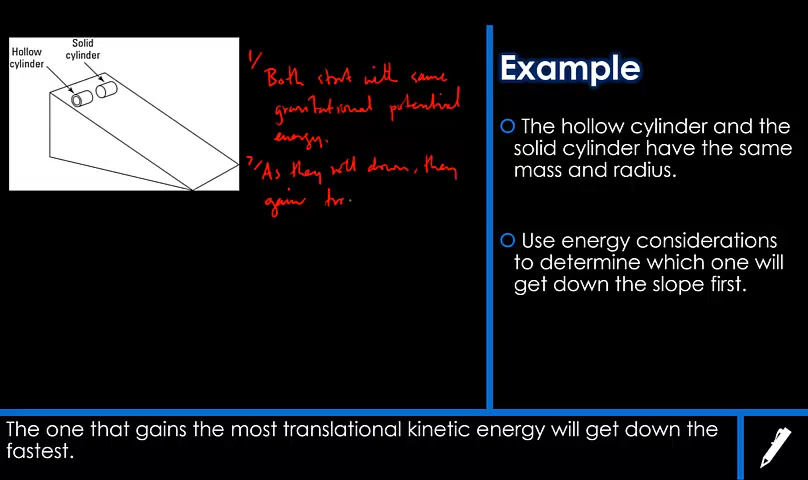 Hollow
cylinder
Solid
cylinder
1/
Both start with same
gravitational potential
energy.
2/ As they roll down, they
gain tra
Example
The hollow cylinder and the
solid cylinder have the same
mass and radius.
Use energy considerations
to determine which one will
get down the slope first.
The one that gains the most translational kinetic energy will get down the
fastest.